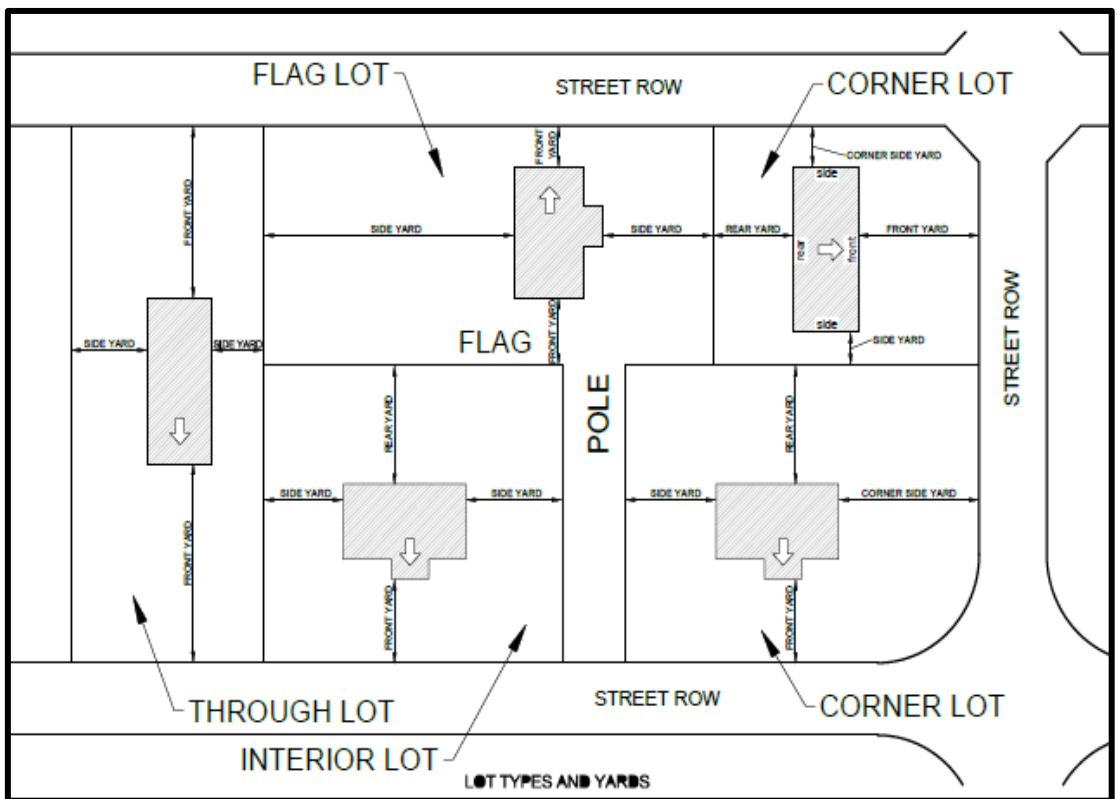 FLAG LOT
STREET ROW
CORNER LOT
FRONT YARD
FRONT YARD
CORNER SIDE YARD
side
SIDE YARD
SIDE YARD
REAR YARD
rear
front
FRONT YARD
side
SIDE YARD
SIDE YARD
SIDE YARD
FLAG
FRONT YARD
STREET ROW
POLE
REAR YARD
REAR YARD
SIDE YARD
SIDE YARD
SIDE YARD
CORNER SIDE YARD
FRONT YARD
FRONT YARD
FRONT YARD
THROUGH LOT
STREET ROW
CORNER LOT
INTERIOR LOT
LOT TYPES AND YARDS